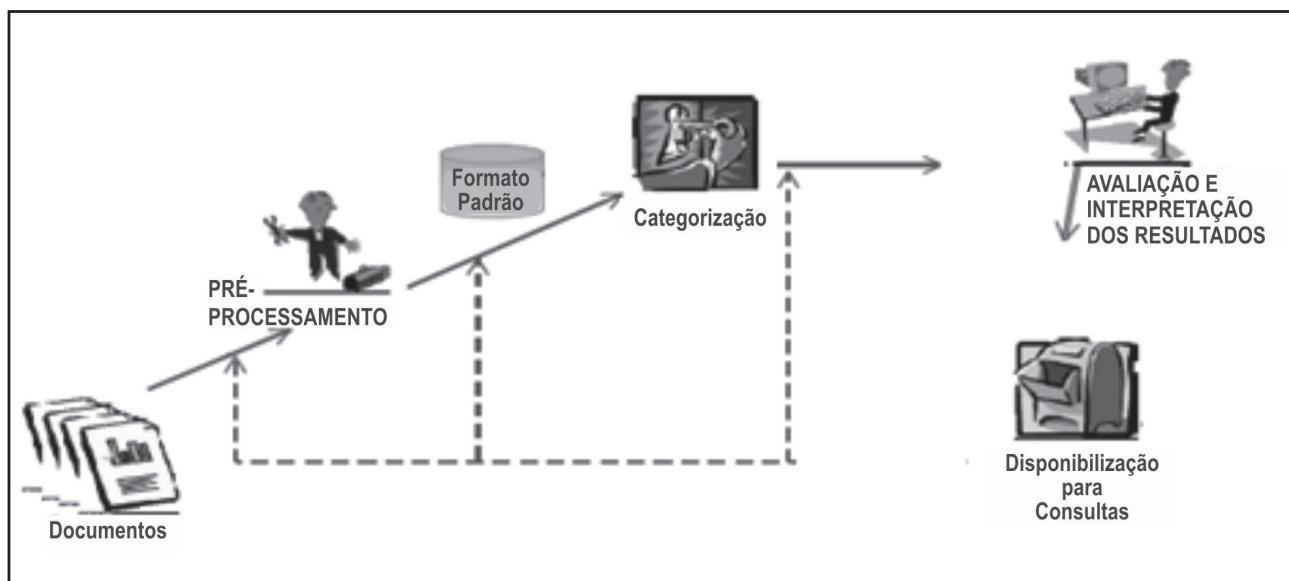 Documentos
PRÉ-
PROCESSAMENTO
Formato
Padrão
Categorização
AVALIAÇÃO E
INTERPRETAÇÃO
DOS RESULTADOS
Disponibilização
para
Consultas